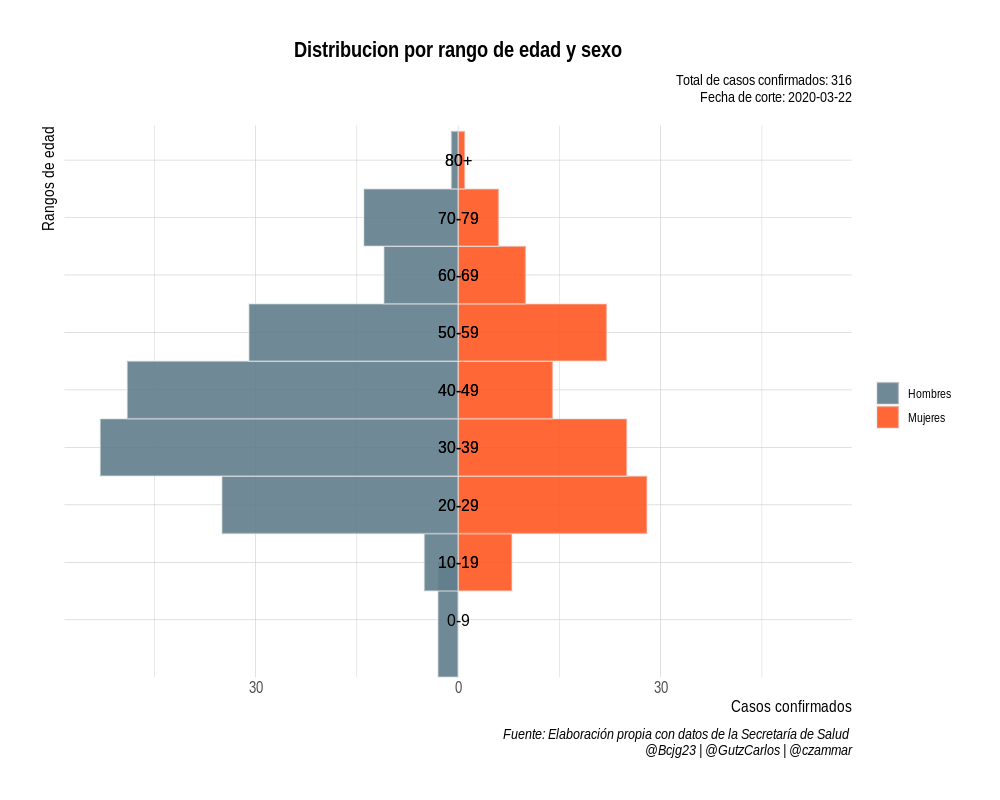 Distribucion por rango de edad y sexo
Total de casos confirmados: 316
Fecha de corte: 2020-03-22
Rangos de edad
80+
70-79
60-69
50-59
40-49
30-39
20-29
10-19
0-9
Hombres
Mujeres
30
0
30
Casos confirmados
Fuente: Elaboración propia con datos de la Secretaría de Salud
@Bcjg23 | @GutzCarlos | @czammar